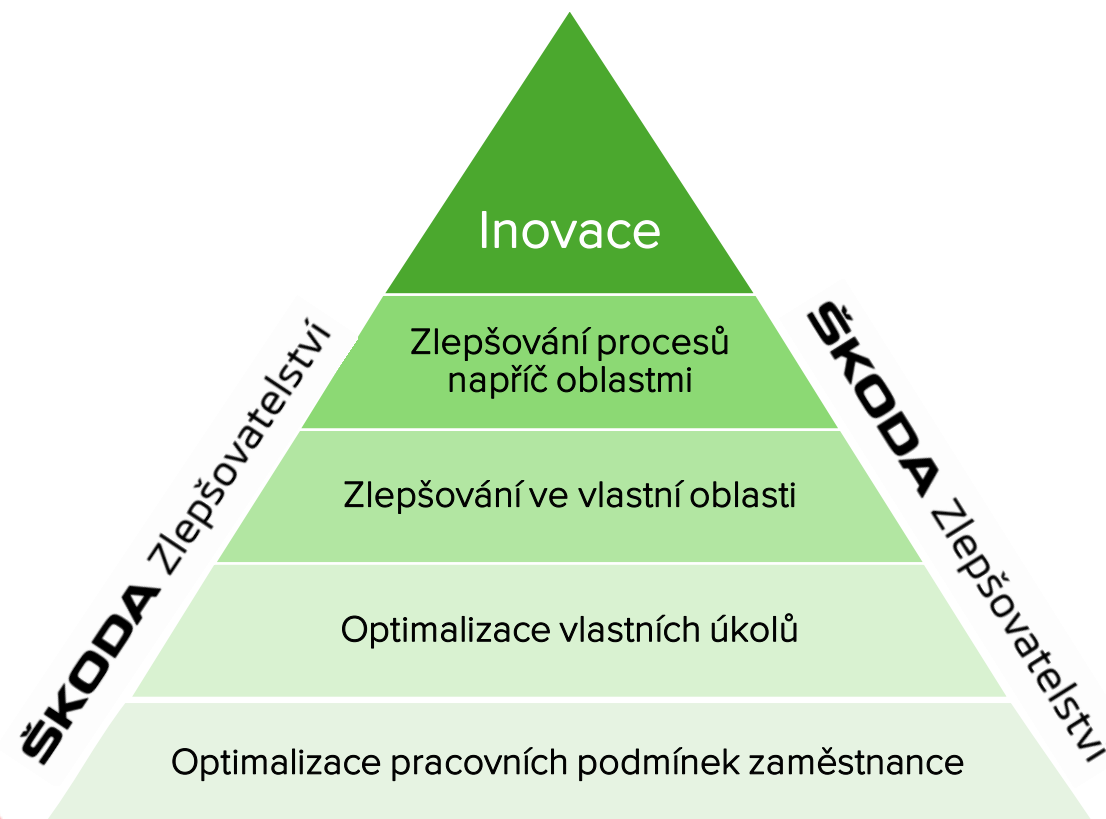 Inovace
Zlepšování procesů
napříč oblastmi
Zlepšování ve vlastní oblasti
Optimalizace vlastních úkolů
Optimalizace pracovních podmínek zaměstnance
ŠKODA Zlepšovatelství
ŠKODA Zlepšovatelství